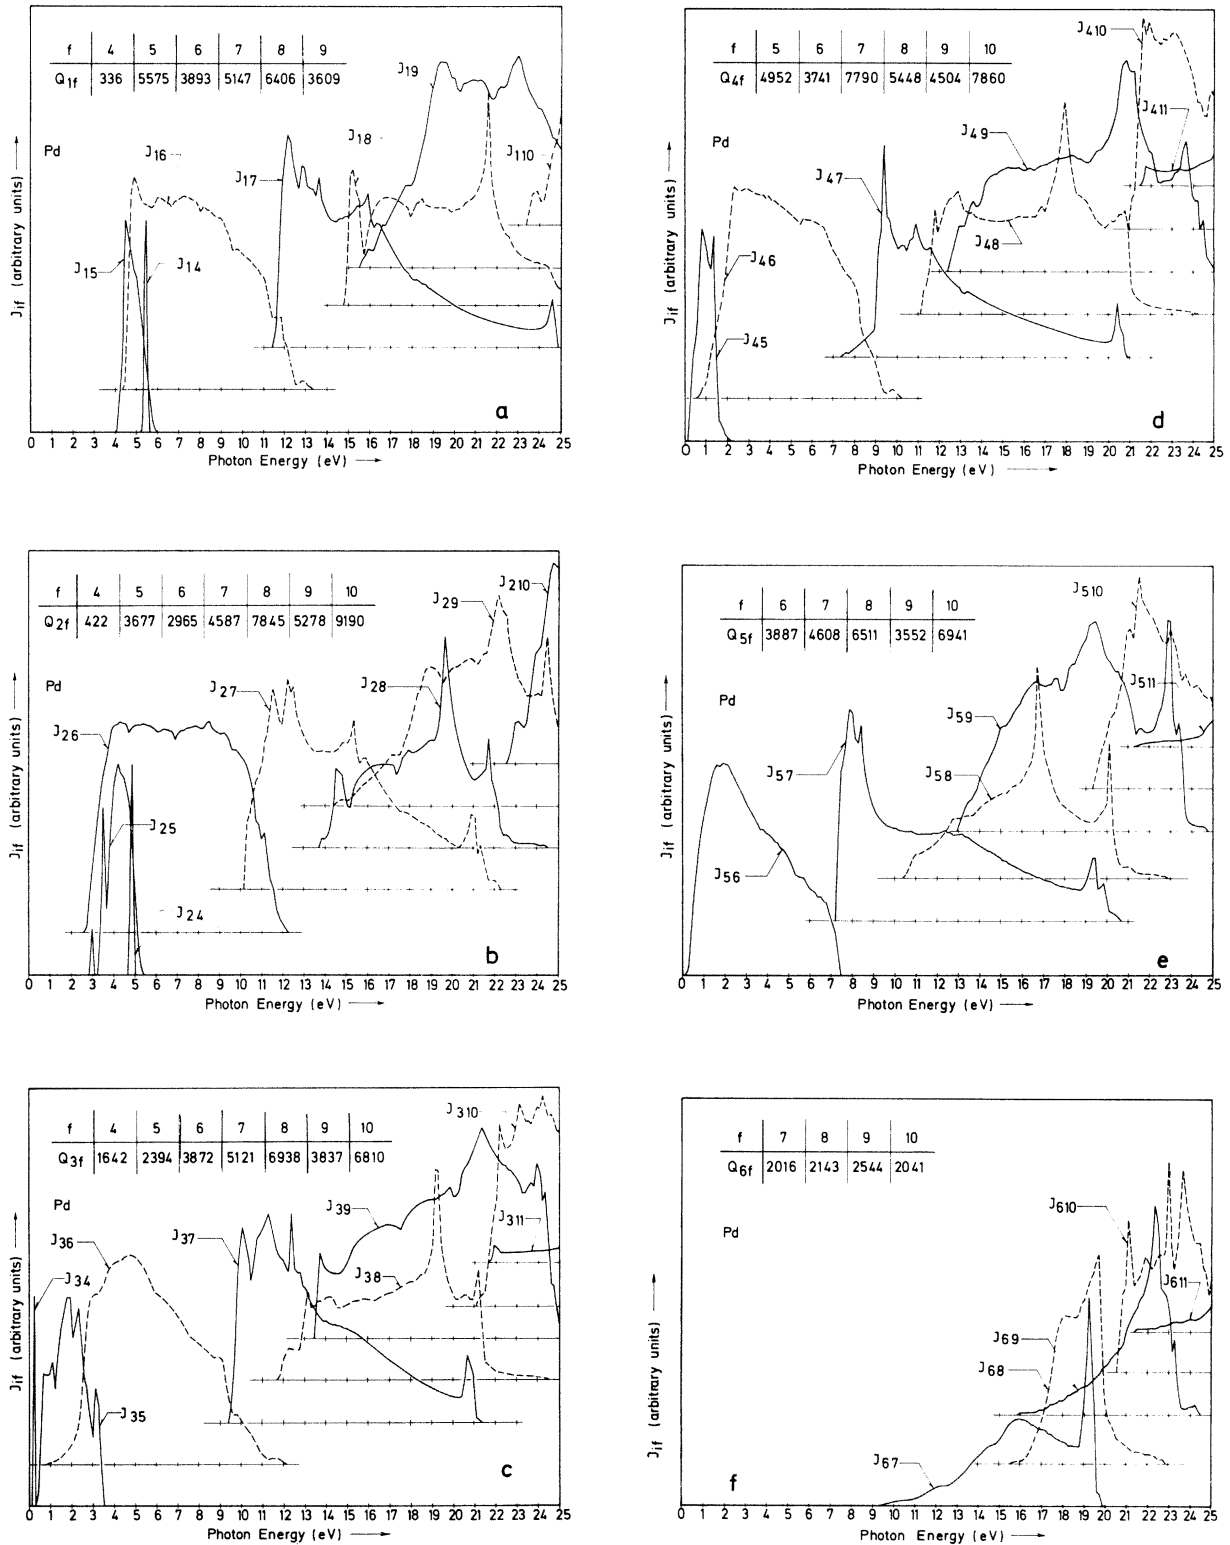 f 4 5 6 7 8 9
Q1f 336 5575 3893 5147 6406 3609
Pd
J19
J18
J16
J110
J17
J15
J14
a
Jif (arbitrary units)
0 1 2 3 4 5 6 7 8 9 10 11 12 13 14 15 16 17 18 19 20 21 22 23 24 25
Photon Energy (eV)
f 5 6 7 8 9 10
Q4f 4952 3741 7790 5448 4504 7860
Pd
J410
J411
J49
J47
J48
J46
J45
d
Jif (arbitrary units)
0 1 2 3 4 5 6 7 8 9 10 11 12 13 14 15 16 17 18 19 20 21 22 23 24 25
Photon Energy (eV)
f 4 5 6 7 8 9 10
Q2f 422 3677 2965 4587 7845 5278 9190
Pd
J210
J29
J27
J28
J26
J25
J24
b
Jif (arbitrary units)
0 1 2 3 4 5 6 7 8 9 10 11 12 13 14 15 16 17 18 19 20 21 22 23 24 25
Photon Energy (eV)
f 6 7 8 9 10
Q5f 3887 4608 6511 3552 6941
Pd
J510
J511
J59
J57
J58
J56
e
Jif (arbitrary units)
0 1 2 3 4 5 6 7 8 9 10 11 12 13 14 15 16 17 18 19 20 21 22 23 24 25
Photon Energy (eV)
f 4 5 6 7 8 9 10
Q3f 1642 2394 3872 5121 6938 3837 6810
Pd
J310
J39
J311
J36
J37
J34
J38
J35
c
Jif (arbitrary units)
0 1 2 3 4 5 6 7 8 9 10 11 12 13 14 15 16 17 18 19 20 21 22 23 24 25
Photon Energy (eV)
f 7 8 9 10
Q6f 2016 2143 2544 2041
Pd
J610
J611
J69
J68
J67
f
Jif (arbitrary units)
0 1 2 3 4 5 6 7 8 9 10 11 12 13 14 15 16 17 18 19 20 21 22 23 24 25
Photon Energy (eV)